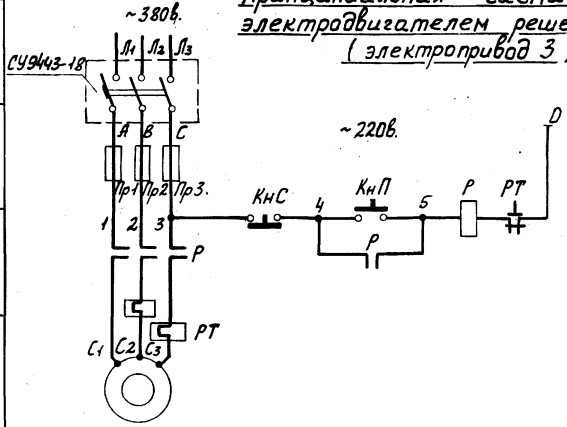 ~380в.
Принципиальная
электродвигателем реше
( электропривод 3
Л1 Л2 Л3
СУ9443-18
A B C
~220в.
0
Пр1 Пр2 Пр3.
КнС
КнП
1 2 3
4
5
Р
РТ
Р
Р
РТ
С1 С2 С3